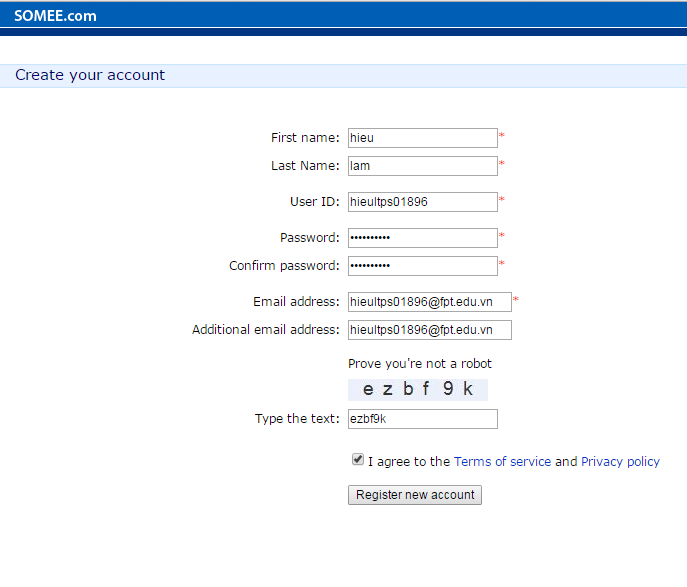 SOMEE.com
Create your account
First name: hieu *
Last Name: lam *
User ID: hieultps01896 *
Password: •••••••••• *
Confirm password: •••••••••• *
Email address: hieultps01896@fpt.edu.vn *
Additional email address: hieultps01896@fpt.edu.vn
Prove you're not a robot
e z b f 9 k
Type the text: ezbf9k
I agree to the Terms of service and Privacy policy
Register new account